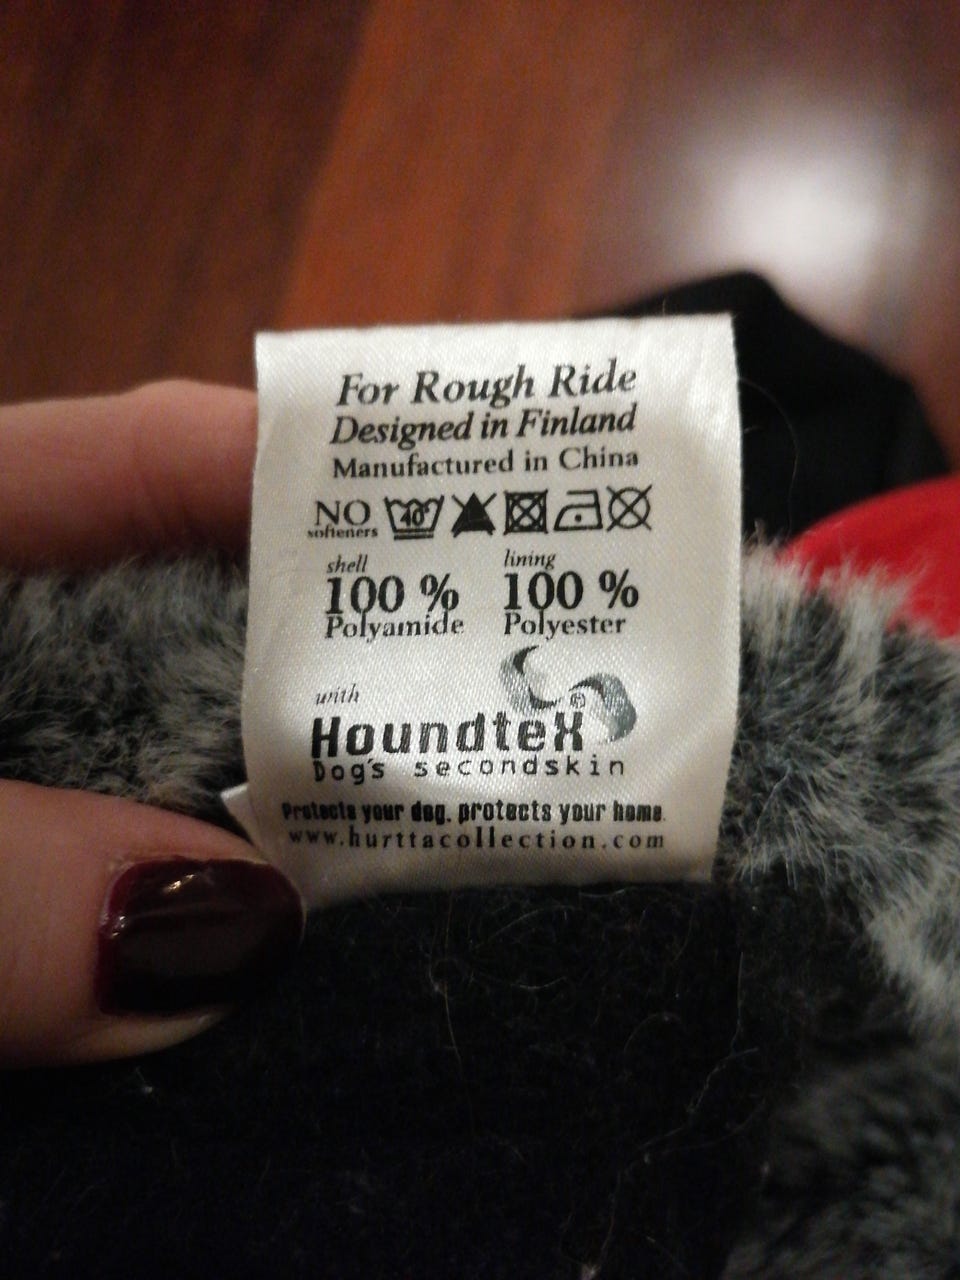 For Rough Ride
Designed in Finland
Manufactured in China
NO 40°
softeners
shell lining
100 % 100 %
Polyamide Polyester
with
Houndtex®
Dog's secondskin
Protects your dog, protects your home.
www.hurttacollection.com